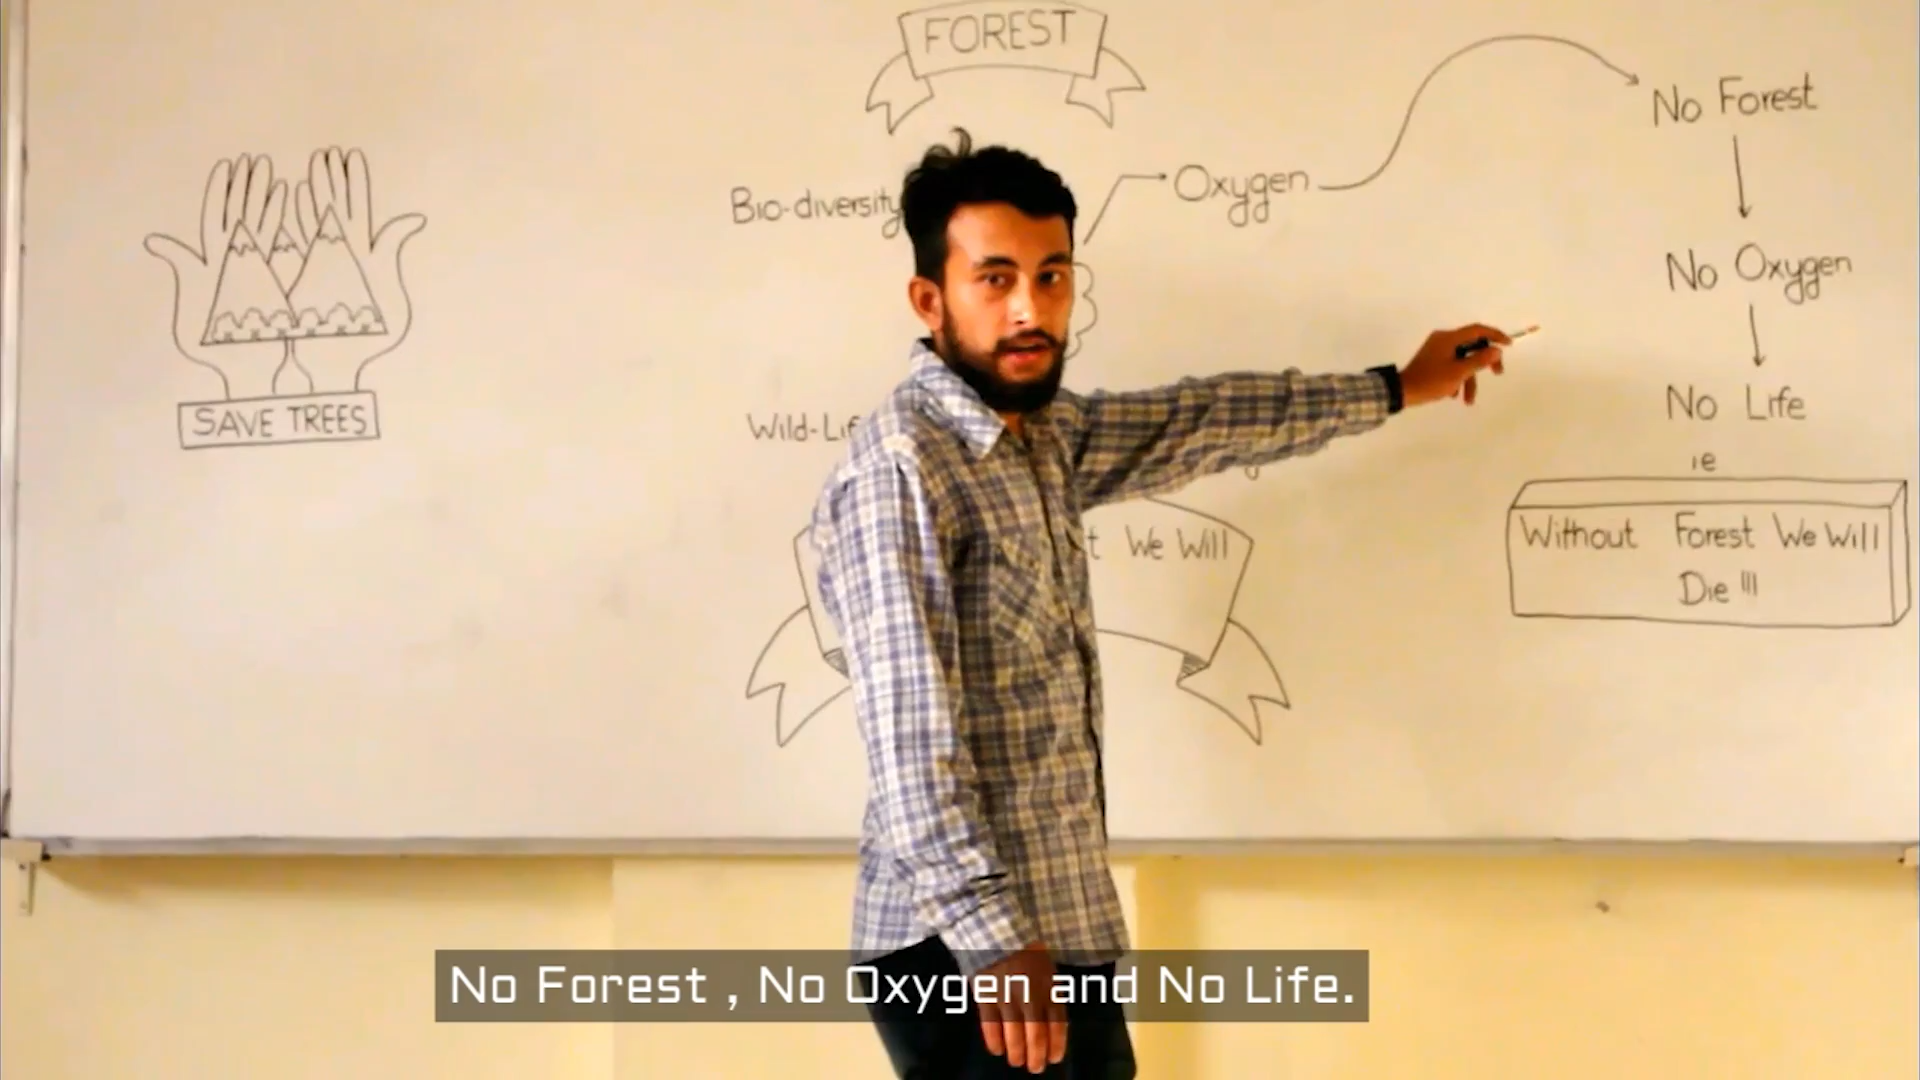 FOREST
Bio-diversity
Oxygen
No Forest
No Oxygen
No Life
ie
Without Forest We Will
Die !!!
SAVE TREES
We Will
No Forest , No Oxygen and No Life.